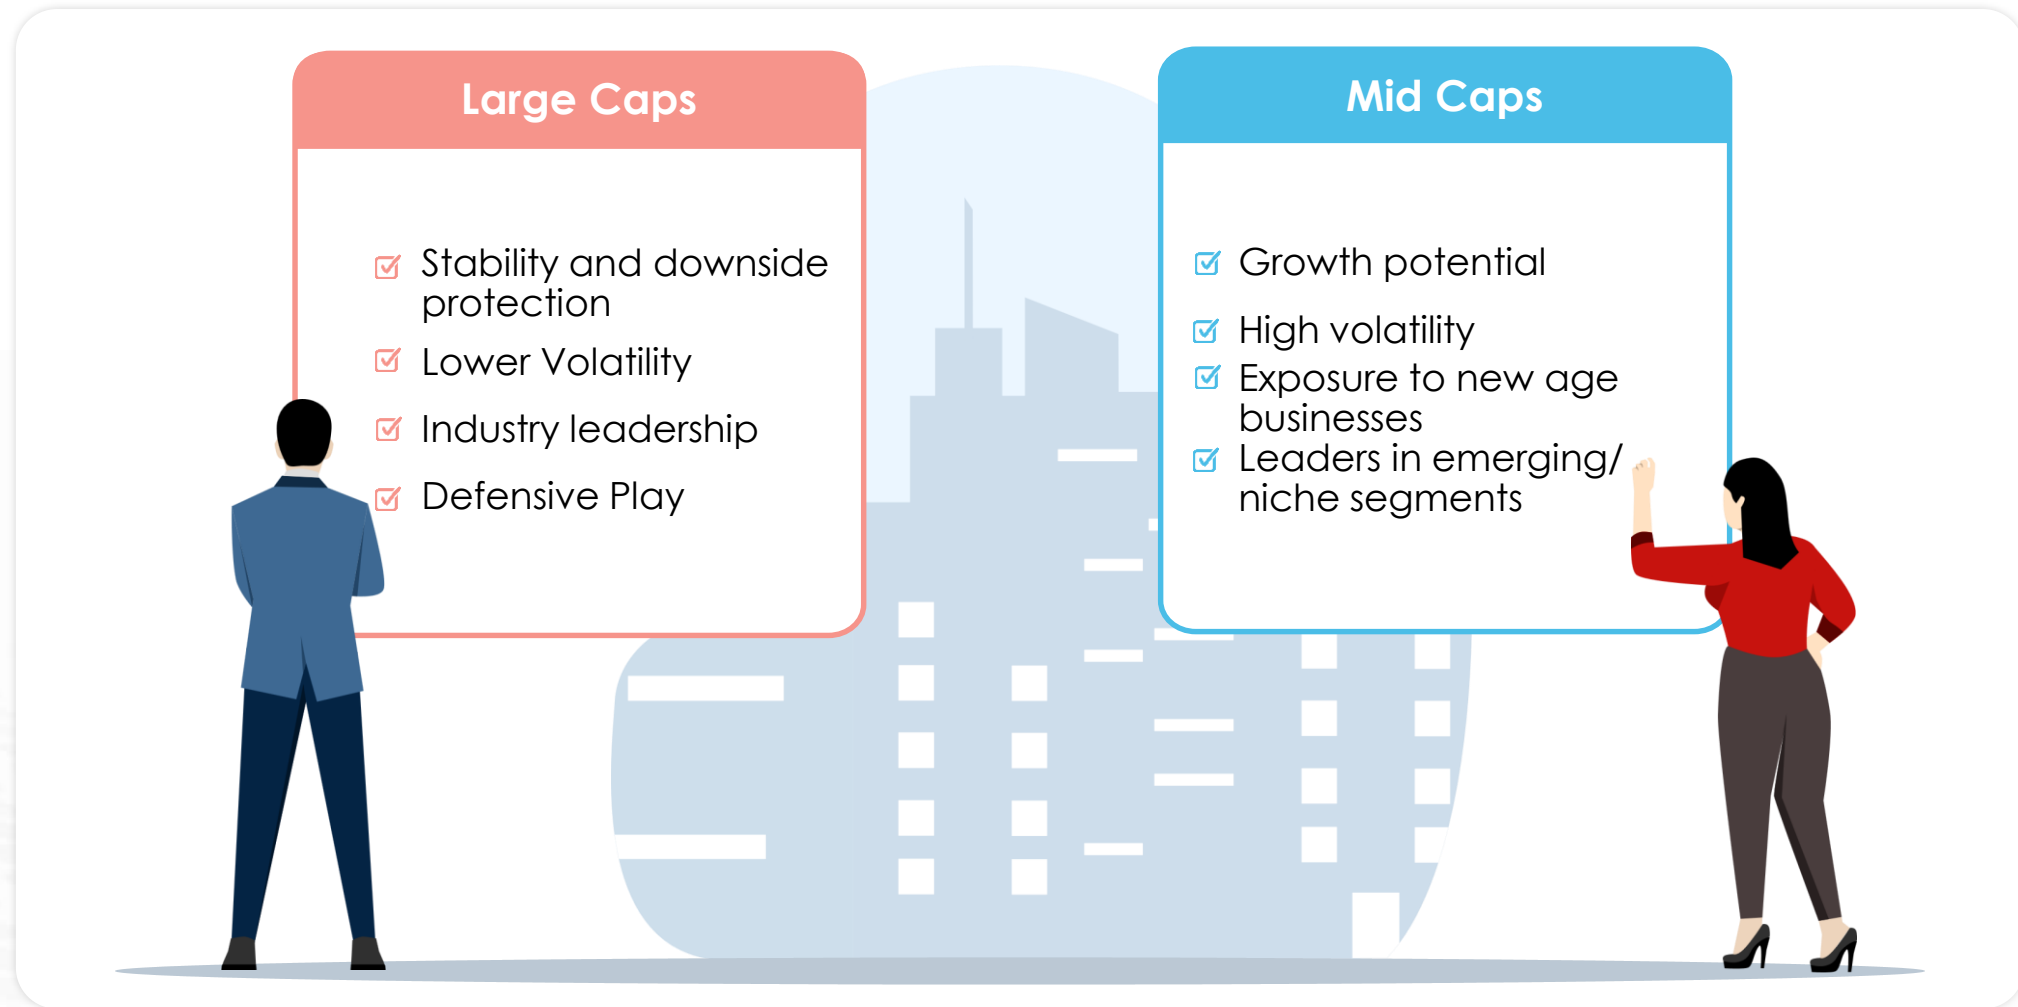 Large Caps
Stability and downside
protection
Lower Volatility
Industry leadership
Defensive Play
Mid Caps
Growth potential
High volatility
Exposure to new age
businesses
Leaders in emerging/
niche segments